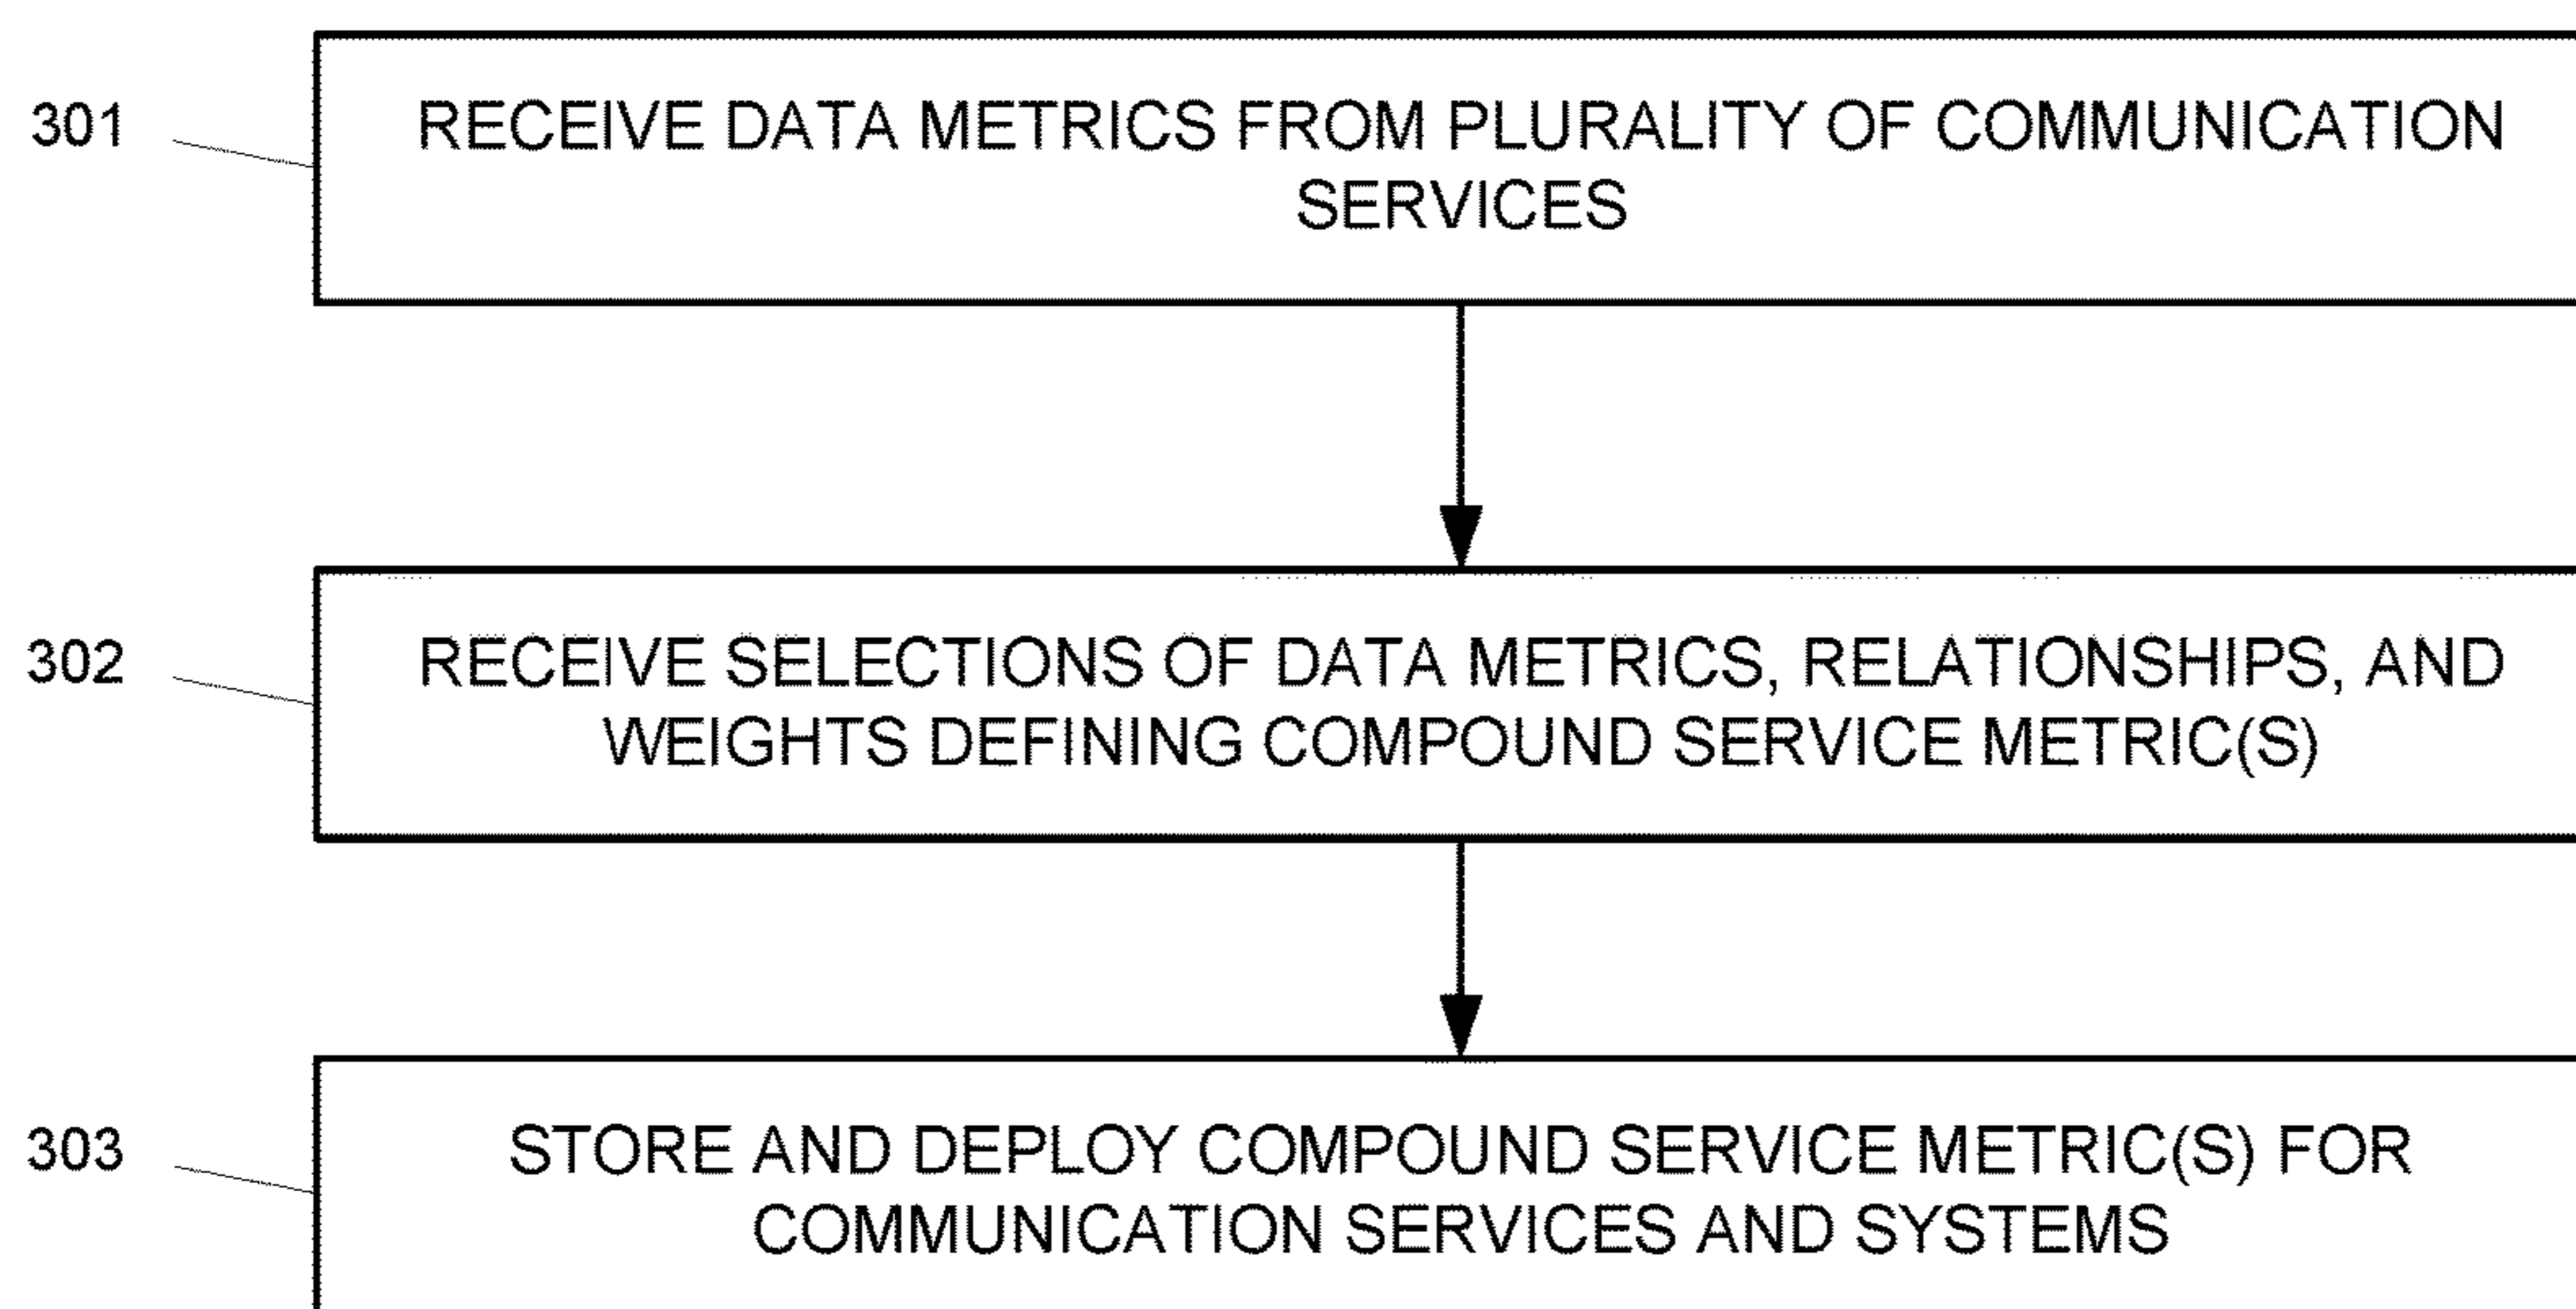 301
RECEIVE DATA METRICS FROM PLURALITY OF COMMUNICATION
SERVICES
302
RECEIVE SELECTIONS OF DATA METRICS, RELATIONSHIPS, AND
WEIGHTS DEFINING COMPOUND SERVICE METRIC(S)
303
STORE AND DEPLOY COMPOUND SERVICE METRIC(S) FOR
COMMUNICATION SERVICES AND SYSTEMS